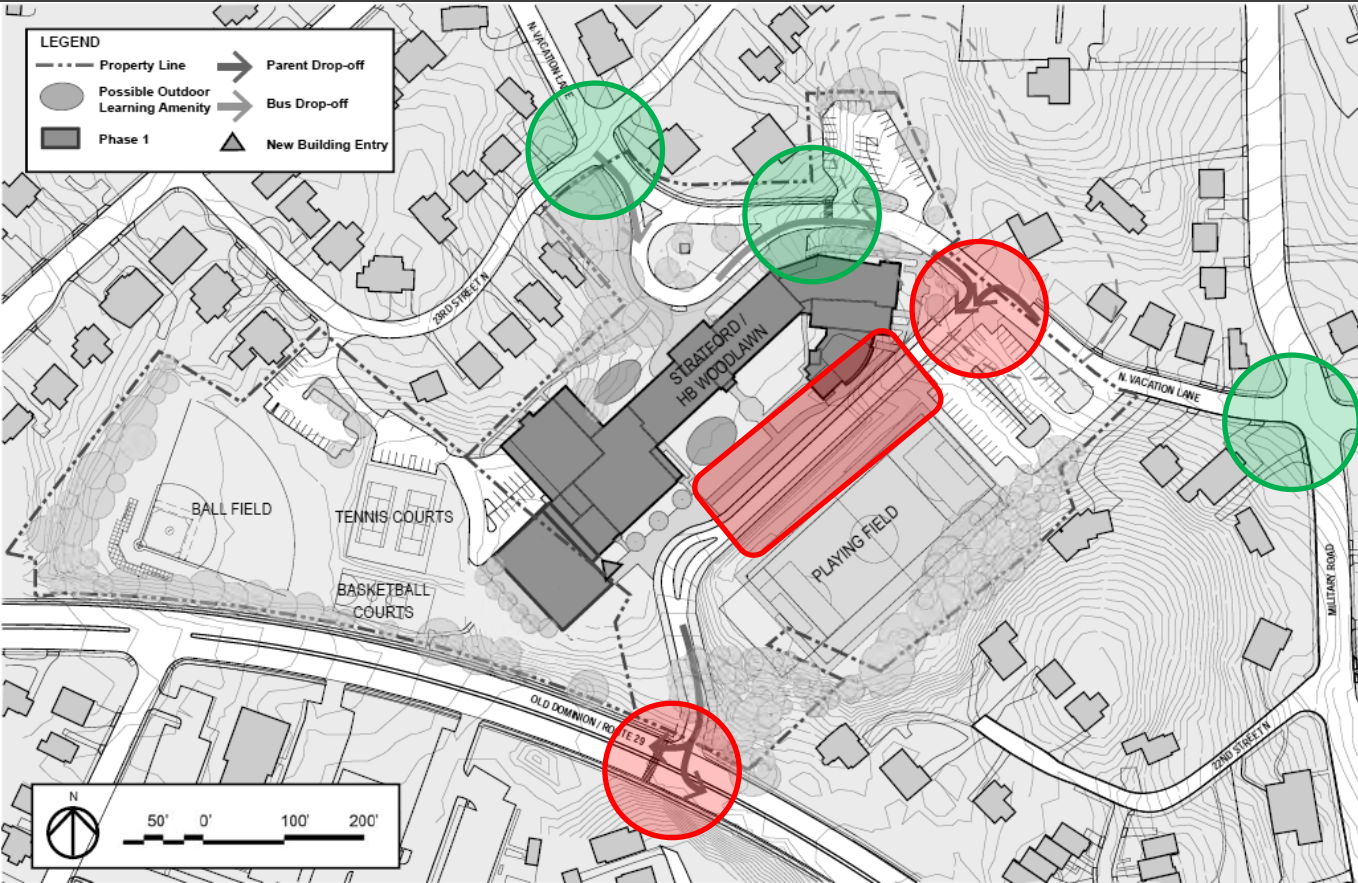 LEGEND
Property Line
Parent Drop-off
Possible Outdoor
Learning Amenity
Bus Drop-off
Phase 1
New Building Entry
N. VACATION LANE
23RD STREET N
STRATFORD /
HB WOODLAWN
N. VACATION LANE
BALL FIELD
TENNIS COURTS
BASKETBALL
COURTS
PLAYING FIELD
MILITARY ROAD
OLD DOMINION / ROUTE 29
22ND STREET N
N
50' 0' 100' 200'